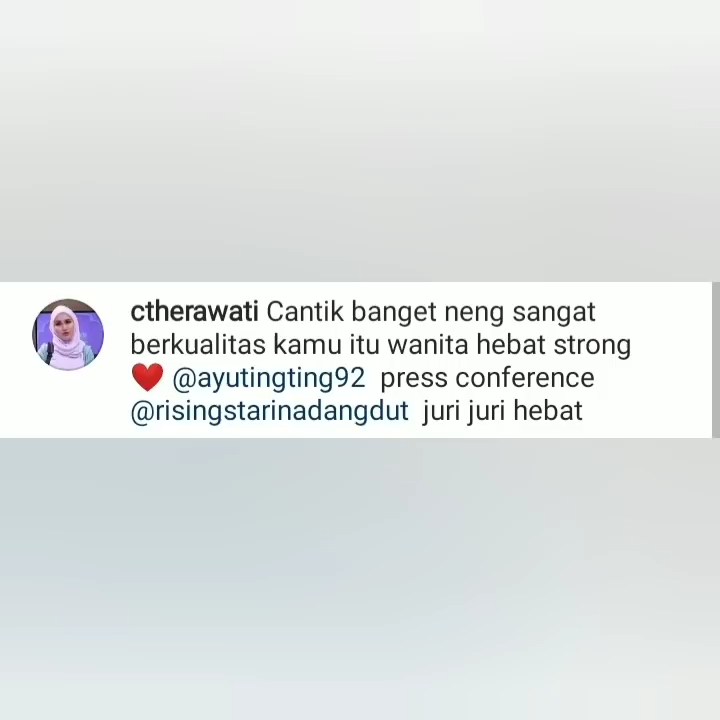 ctherawati Cantik banget neng sangat
berkualitas kamu itu wanita hebat strong
❤️ @ayutingting92 press conference
@risingstarinadangdut juri juri hebat